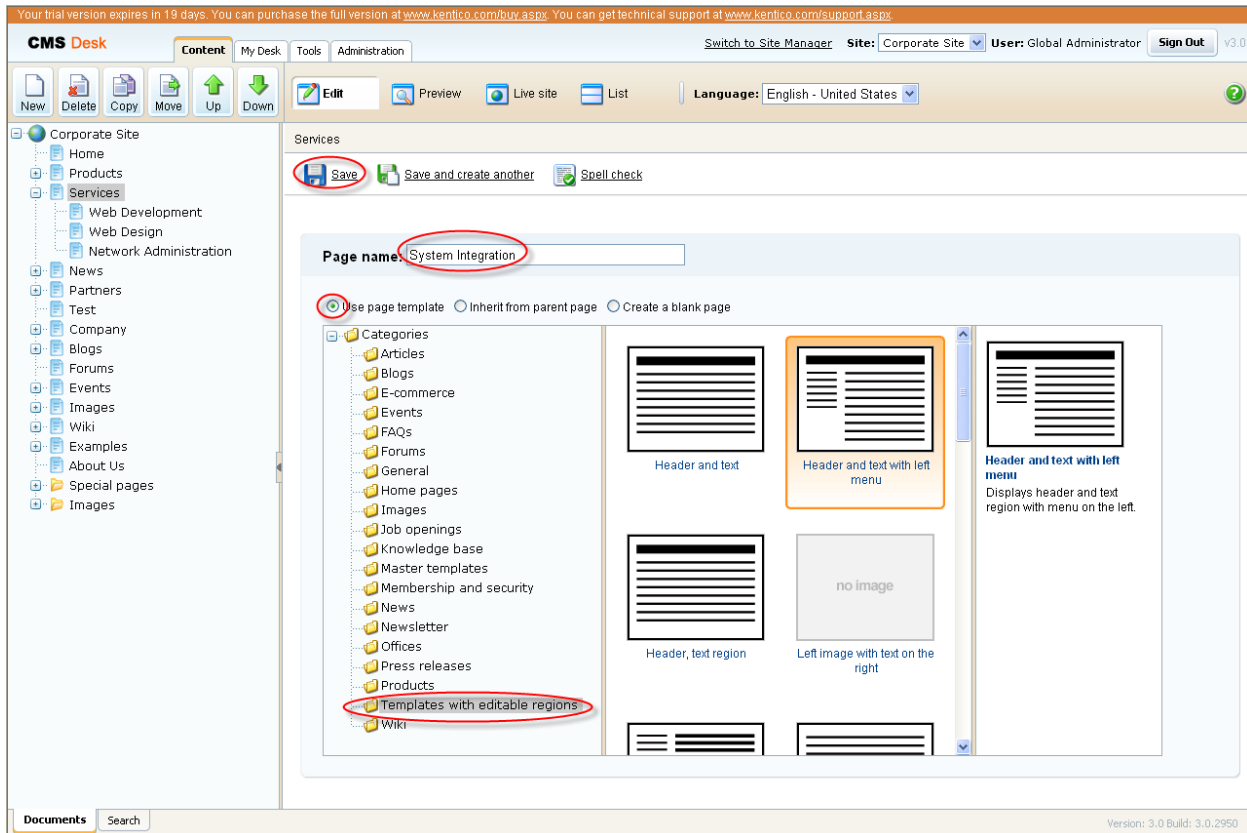 Your trial version expires in 19 days. You can purchase the full version at www.kentico.com/buy.aspx. You can get technical support at www.kentico.com/support.aspx.
CMS Desk
Content
My Desk
Tools
Administration
Switch to Site Manager
Site: Corporate Site
User: Global Administrator
Sign Out
v3.0
New
Delete
Copy
Move
Up
Down
Edit
Preview
Live site
List
Language: English - United States
Corporate Site
Home
Products
Services
Web Development
Web Design
Network Administration
News
Partners
Test
Company
Blogs
Forums
Events
Images
Wiki
Examples
About Us
Special pages
Images
Services
Save
Save and create another
Spell check
Page name: System Integration
Use page template
Inherit from parent page
Create a blank page
Categories
Articles
Blogs
E-commerce
Events
FAQs
Forums
General
Home pages
Images
Job openings
Knowledge base
Master templates
Membership and security
News
Newsletter
Offices
Press releases
Products
Templates with editable regions
Wiki
Header and text
Header and text with left
menu
Header, text region
no image
Left image with text on the
right
Header and text with left
menu
Displays header and text
region with menu on the left.
Documents
Search
Version: 3.0 Build: 3.0.2950